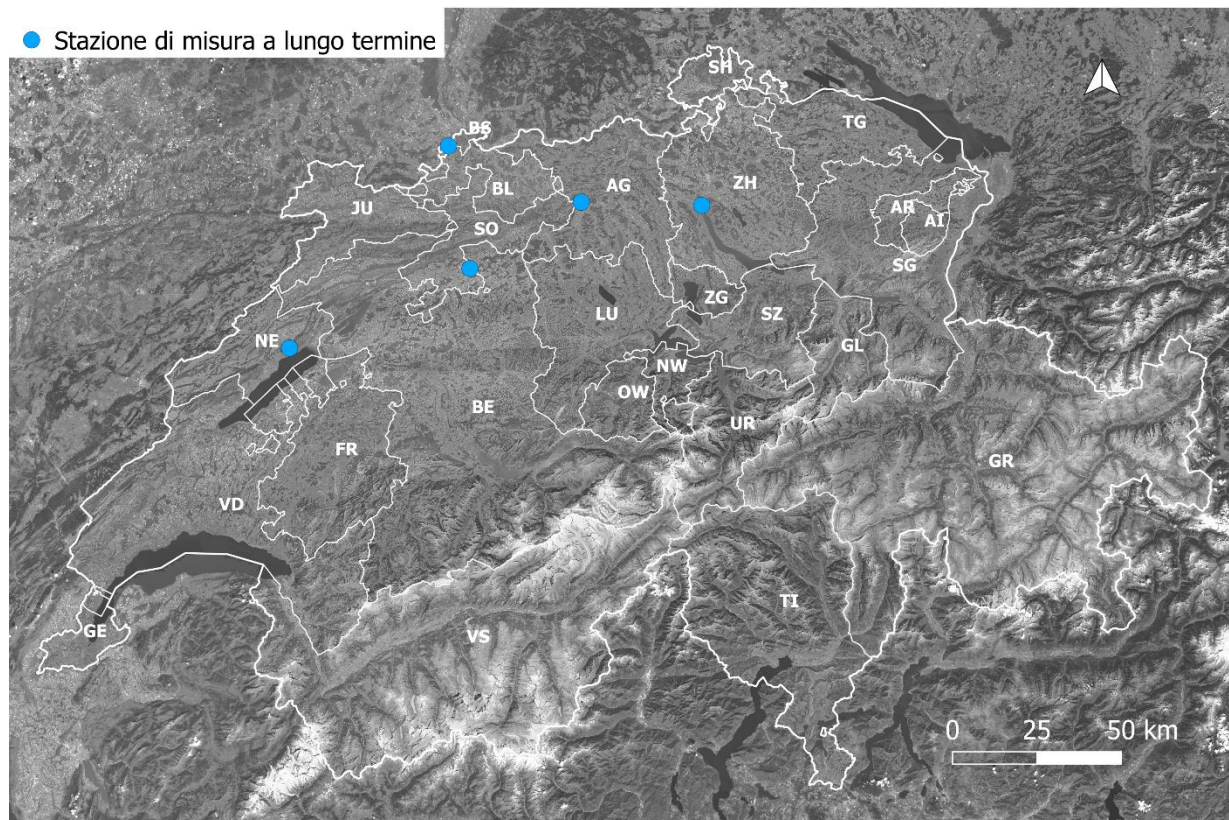 Stazione di misura a lungo termine
SH
BS
TG
BL
AG
ZH
JU
AR
AI
SO
SG
ZG
LU
SZ
NE
GL
NW
OW
BE
UR
FR
GR
VD
TI
GE
VS
0 25 50 km